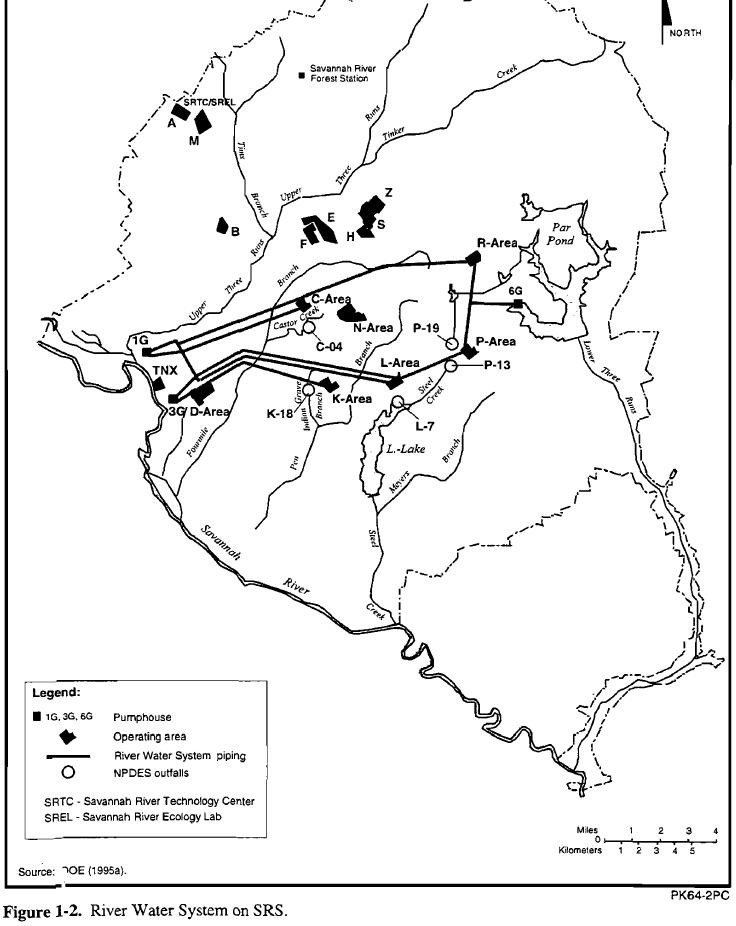 NORTH
Savannah River
Forest Station
Creek
SRTC/SREL
A
M
Runs
Tinker
Tims
Three
Upper
Branch
Z
E
S
B
F
H
Runs
Par
Pond
R-Area
Three
Branch
6G
Upper
C-Area
Castor Creek
N-Area
P-19
1G
C-04
P-Area
Lower
TNX
L-Area
P-13
Branch
Three
3G
D-Area
K-Area
Steel
Creek
Runs
K-18
Grave
Indian
Branch
L-7
Fourmile
L.-Lake
Pen
Meyers
Branch
Savannah
Steel
River
Creek
Legend:
1G, 3G, 6G Pumphouse
Operating area
River Water System piping
NPDES outfalls
SRTC - Savannah River Technology Center
SREL - Savannah River Ecology Lab
Miles 1 2 3 4
0
Kilometers 1 2 3 4 5
Source: DOE (1995a).
PK64-2PC
Figure 1-2. River Water System on SRS.